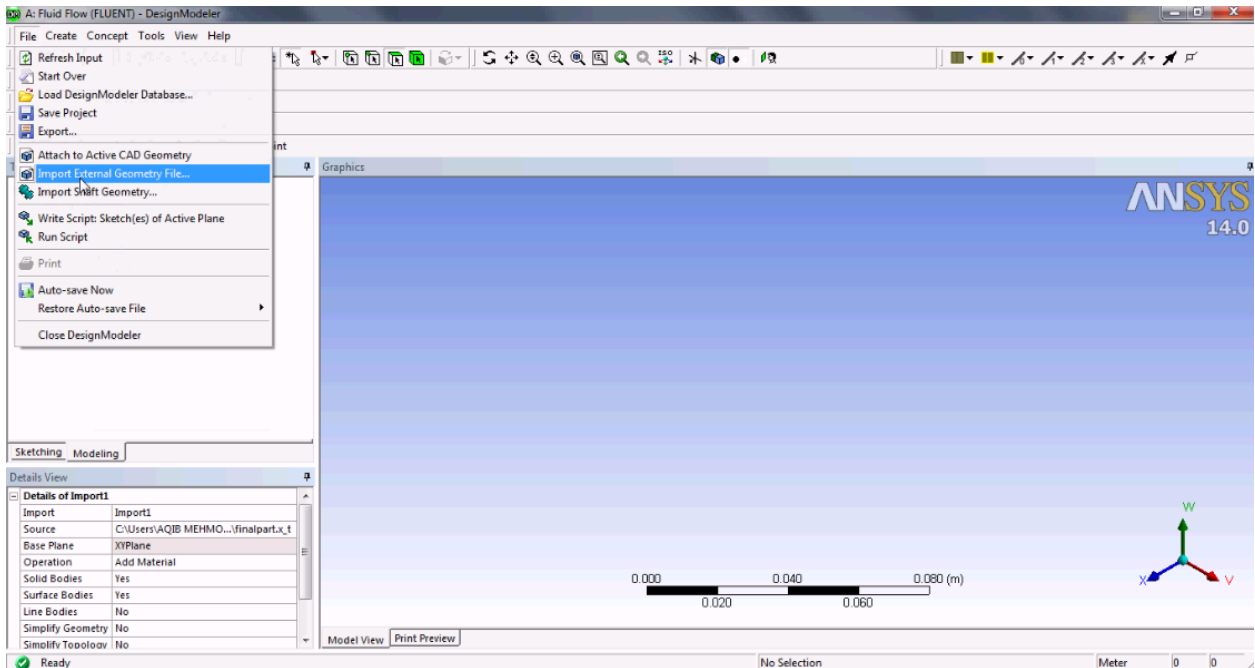 A: Fluid Flow (FLUENT) - DesignModeler
File Create Concept Tools View Help
Refresh Input
Start Over
Load DesignModeler Database...
Save Project
Export...
int
Attach to Active CAD Geometry
Import External Geometry File...
Import Shaft Geometry...
Write Script: Sketch(es) of Active Plane
Run Script
Print
Auto-save Now
Restore Auto-save File
Close DesignModeler
Graphics
ANSYS
14.0
Sketching Modeling
Details View
Details of Import1
Import Import1
Source C:\Users\AQIB MEHMO...\finalpart.x_t
Base Plane XYPlane
Operation Add Material
Solid Bodies Yes
Surface Bodies Yes
Line Bodies No
Simplify Geometry No
Simplify Topology No
W
X V
0.000 0.040 0.080 (m)
0.020 0.060
Model View Print Preview
Ready No Selection Meter 0 0